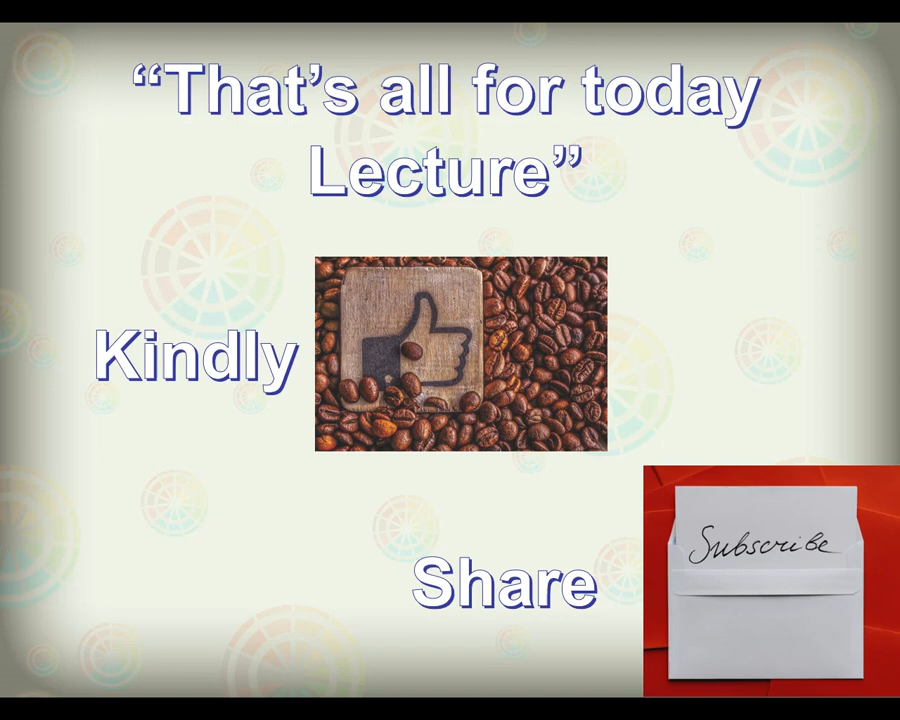 “That’s all for today
Lecture”
Kindly
Share
Subscribe